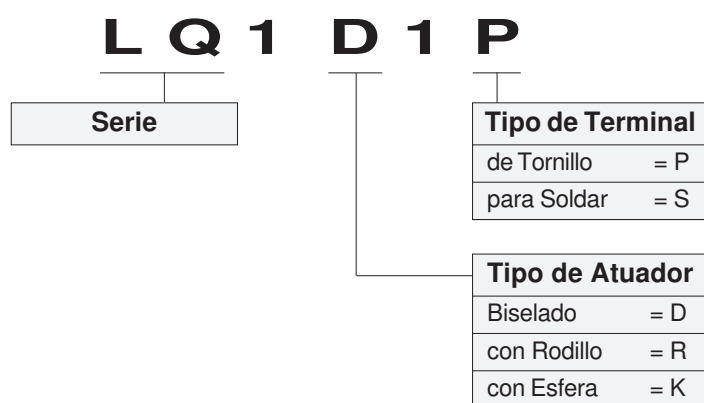 L Q 1 D 1 P
Serie
Tipo de Terminal
de Tornillo = P
para Soldar = S
Tipo de Atuador
Biselado = D
con Rodillo = R
con Esfera = K